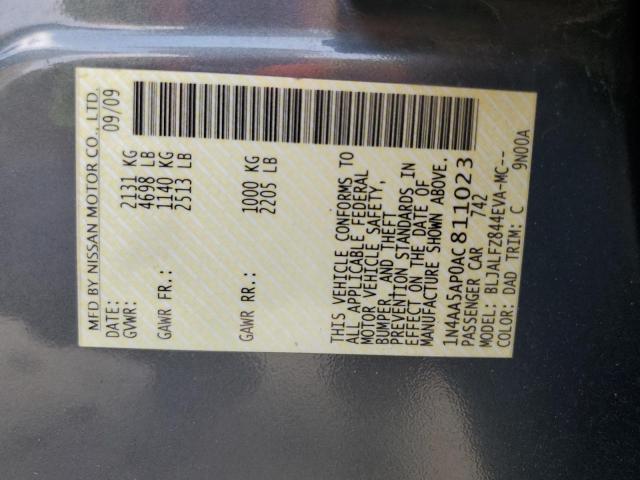 MFD BY NISSAN MOTOR CO., LTD.
DATE: 09/09
GVWR: 2131 KG
4698 LB
GAWR FR.: 1140 KG
2513 LB
GAWR RR.: 1000 KG
2205 LB
THIS VEHICLE CONFORMS TO
ALL APPLICABLE FEDERAL
MOTOR VEHICLE SAFETY,
BUMPER, AND THEFT
PREVENTION STANDARDS IN
EFFECT ON THE DATE OF
MANUFACTURE SHOWN ABOVE.
1N4AA5AP0AC811023
PASSENGER CAR 742
MODEL: BLJALFZ844EVA-MC--
COLOR: DAD TRIM: C 9N00A